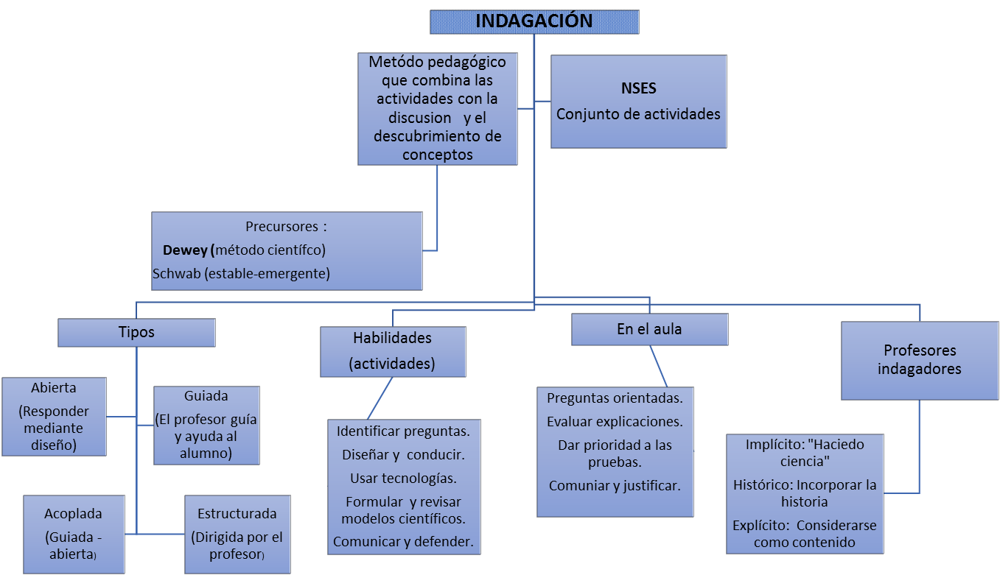 INDAGACIÓN
Metódo pedagógico
que combina las
actividades con la
discusion y el
descubrimiento de
conceptos
NSES
Conjunto de actividades
Precursores :
Dewey (método científco)
Schwab (estable-emergente)
Tipos
Abierta
(Responder
mediante
diseño)
Guiada
(El profesor guía
y ayuda al
alumno)
Acoplada
(Guiada -
abierta)
Estructurada
(Dirigida por el
profesor)
Habilidades
(actividades)
Identificar preguntas.
Diseñar y conducir.
Usar tecnologías.
Formular y revisar
modelos científicos.
Comunicar y defender.
En el aula
Preguntas orientadas.
Evaluar explicaciones.
Dar prioridad a las
pruebas.
Comuniar y justificar.
Profesores
indagadores
Implícito: "Haciedo
ciencia"
Histórico: Incorporar la
historia
Explícito: Considerarse
como contenido